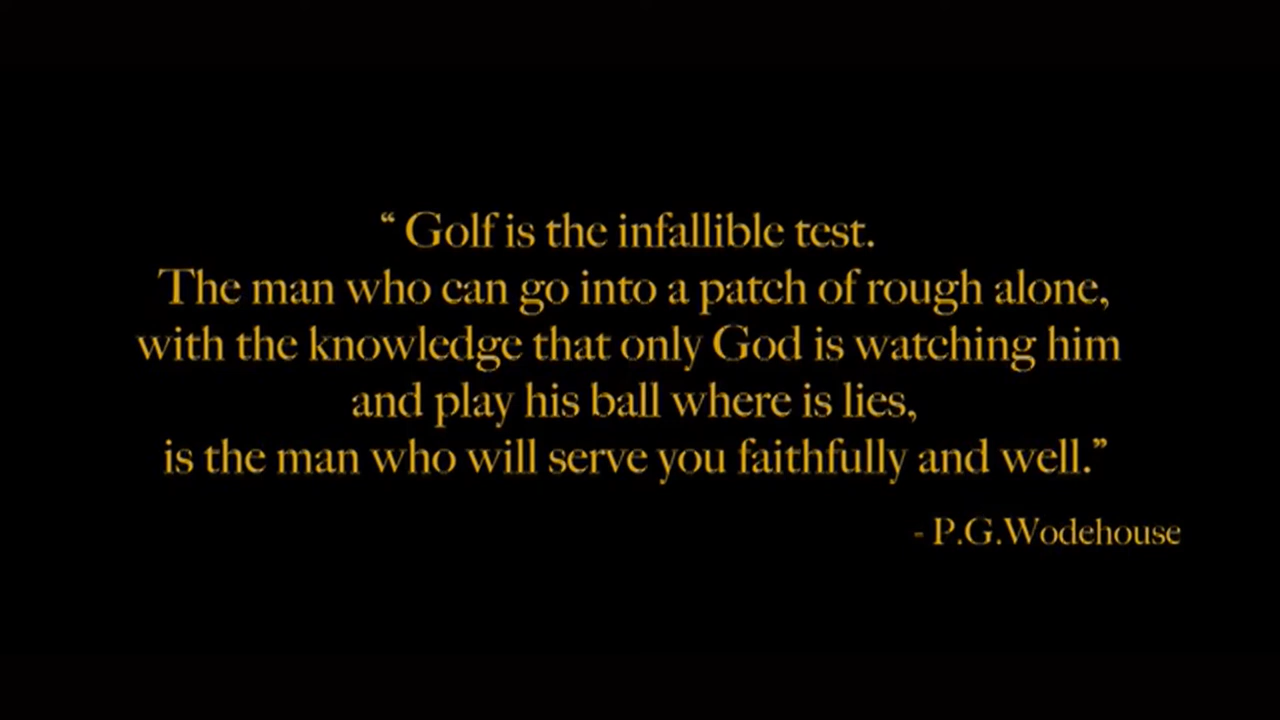 “ Golf is the infallible test.
The man who can go into a patch of rough alone,
with the knowledge that only God is watching him
and play his ball where is lies,
is the man who will serve you faithfully and well.”
- P.G.Wodehouse